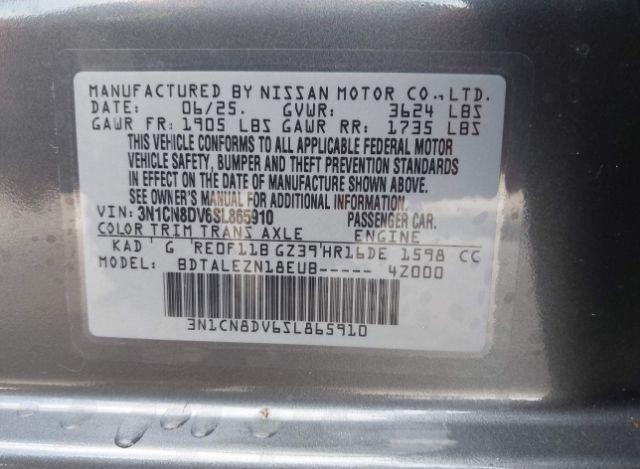 MANUFACTURED BY NISSAN MOTOR CO.,LTD.
DATE: 06/25. GVWR: 3624 LBS
GAWR FR: 1905 LBS GAWR RR: 1735 LBS
THIS VEHICLE CONFORMS TO ALL APPLICABLE FEDERAL MOTOR
VEHICLE SAFETY, BUMPER AND THEFT PREVENTION STANDARDS
IN EFFECT ON THE DATE OF MANUFACTURE SHOWN ABOVE.
SEE OWNER'S MANUAL FOR ADDITIONAL INFORMATION.
VIN: 3N1CN8DV6SL865910 PASSENGER CAR.
COLOR TRIM TRANS AXLE ENGINE
KAD G RE0F11B GZ39 HR16DE 1598 CC
MODEL: BDTALEZN18EUB----- 4Z000
3N1CN8DV6SL865910